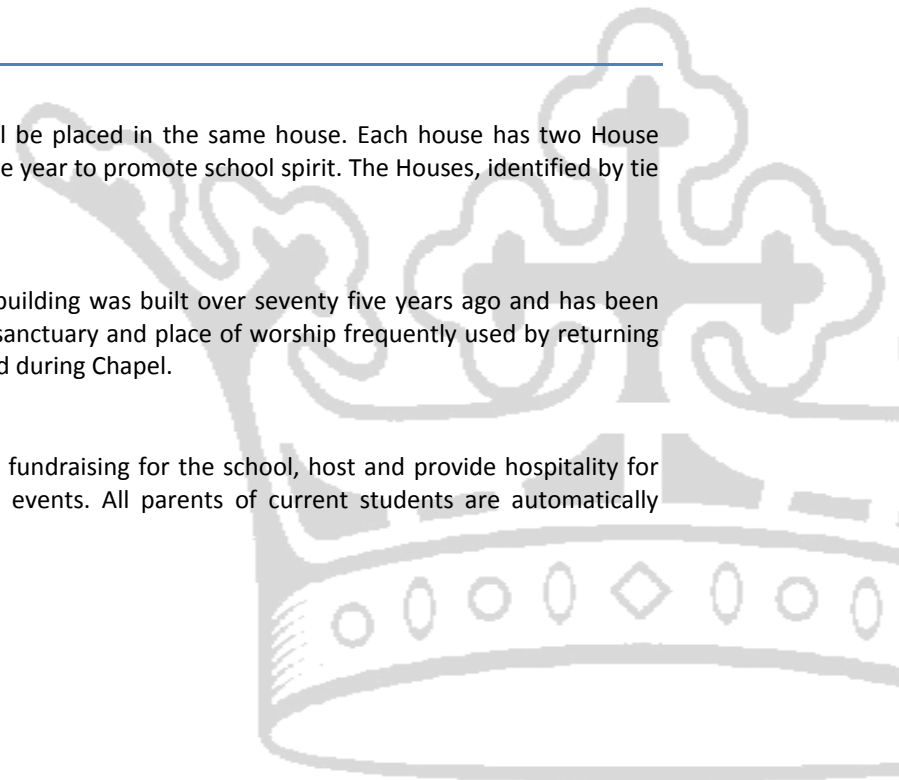 l be placed in the same house. Each house has two House
e year to promote school spirit. The Houses, identified by tie
building was built over seventy five years ago and has been
sanctuary and place of worship frequently used by returning
d during Chapel.
fundraising for the school, host and provide hospitality for
events. All parents of current students are automatically